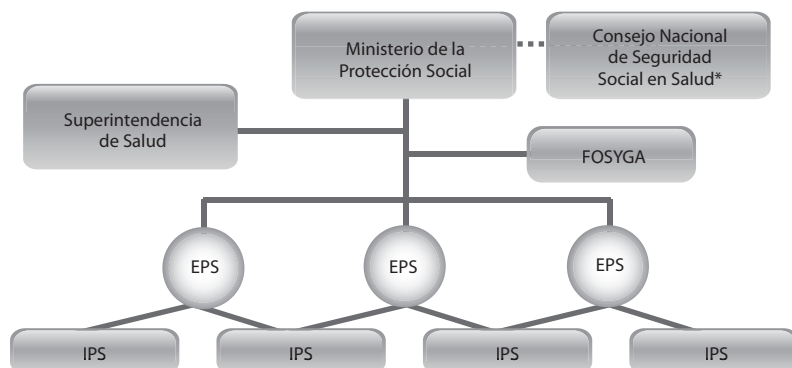 Ministerio de la
Protección Social
Consejo Nacional
de Seguridad
Social en Salud*
Superintendencia
de Salud
FOSYGA
EPS
EPS
EPS
IPS
IPS
IPS
IPS